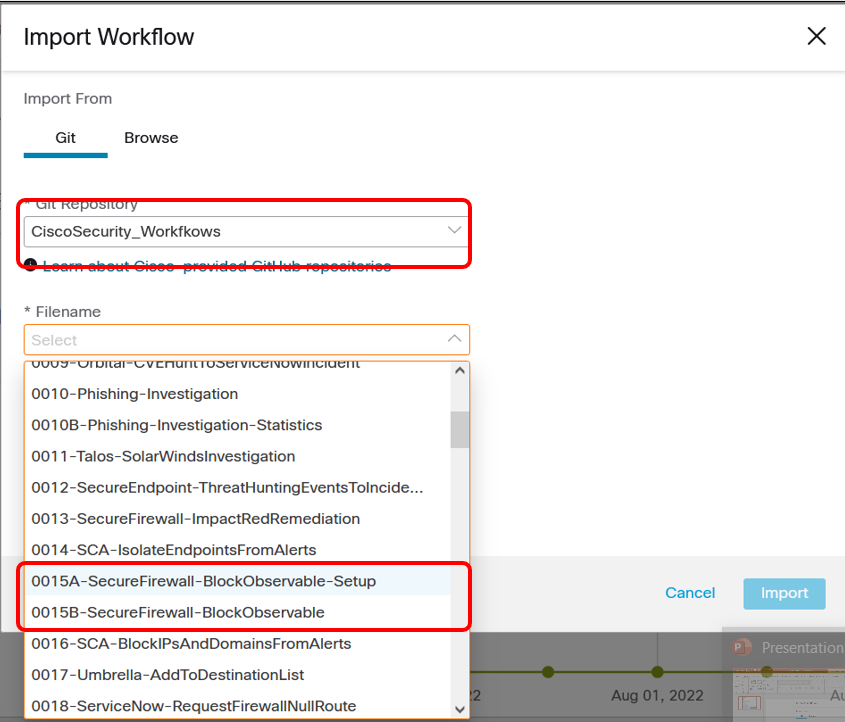 Import Workflow
Import From
Git Browse
* Git Repository
CiscoSecurity_Workfkows
Learn about Cisco-provided GitHub repositories
* Filename
Select
0009-Orbital-CVEHuntToServiceNowIncident
0010-Phishing-Investigation
0010B-Phishing-Investigation-Statistics
0011-Talos-SolarWindsInvestigation
0012-SecureEndpoint-ThreatHuntingEventsToIncide...
0013-SecureFirewall-ImpactRedRemediation
0014-SCA-IsolateEndpointsFromAlerts
0015A-SecureFirewall-BlockObservable-Setup
0015B-SecureFirewall-BlockObservable
0016-SCA-BlockIPsAndDomainsFromAlerts
0017-Umbrella-AddToDestinationList
0018-ServiceNow-RequestFirewallNullRoute
Cancel Import
Presentation
Aug 01, 2022